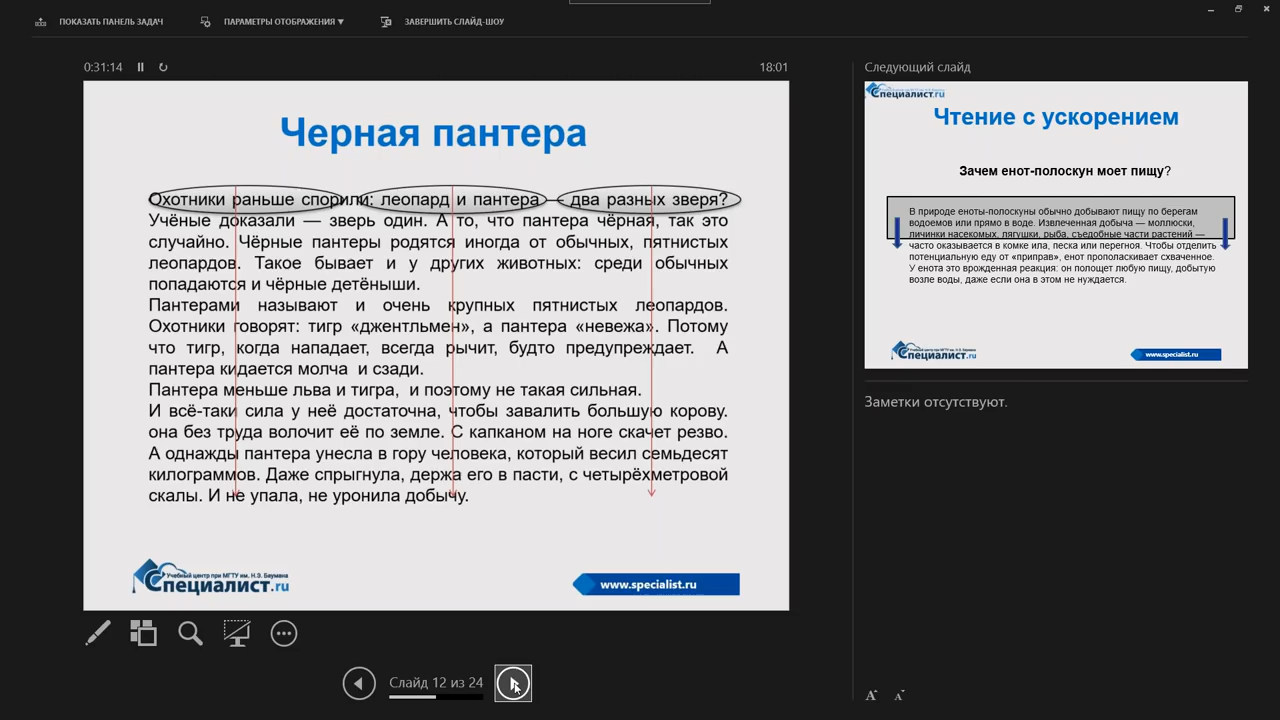 ПОКАЗАТЬ ПАНЕЛЬ ЗАДАЧ
ПАРАМЕТРЫ ОТОБРАЖЕНИЯ ▼
ЗАВЕРШИТЬ СЛАЙД-ШОУ
0:31:14
18:01
Черная пантера
Охотники раньше спорили: леопард и пантера — два разных зверя?
Учёные доказали — зверь один. А то, что пантера чёрная, так это
случайно. Чёрные пантеры родятся иногда от обычных, пятнистых
леопардов. Такое бывает и у других животных: среди обычных
попадаются и чёрные детёныши.
Пантерами называют и очень крупных пятнистых леопардов.
Охотники говорят: тигр «джентльмен», а пантера «невежа». Потому
что тигр, когда нападает, всегда рычит, будто предупреждает. А
пантера кидается молча и сзади.
Пантера меньше льва и тигра, и поэтому не такая сильная.
И всё-таки сила у неё достаточна, чтобы завалить большую корову.
она без труда волочит её по земле. С капканом на ноге скачет резво.
А однажды пантера унесла в гору человека, который весил семьдесят
килограммов. Даже спрыгнула, держа его в пасти, с четырёхметровой
скалы. И не упала, не уронила добычу.
Учебный центр при МГТУ им. Н.Э. Баумана
Специалист.ru
www.specialist.ru
Слайд 12 из 24
Следующий слайд
Специалист.ru
Чтение с ускорением
Зачем енот-полоскун моет пищу?
В природе еноты-полоскуны обычно добывают пищу по берегам
водоемов или прямо в воде. Извлеченная добыча — моллюски,
личинки насекомых, лягушки, рыба, съедобные части растений —
часто оказывается в комке ила, песка или перегноя. Чтобы отделить
потенциальную еду от «приправ», енот прополаскивает схваченное.
У енота это врожденная реакция: он полощет любую пищу, добытую
возле воды, даже если она в этом не нуждается.
Учебный центр при МГТУ им. Н.Э. Баумана
Специалист.ru
www.specialist.ru
Заметки отсутствуют.
A A